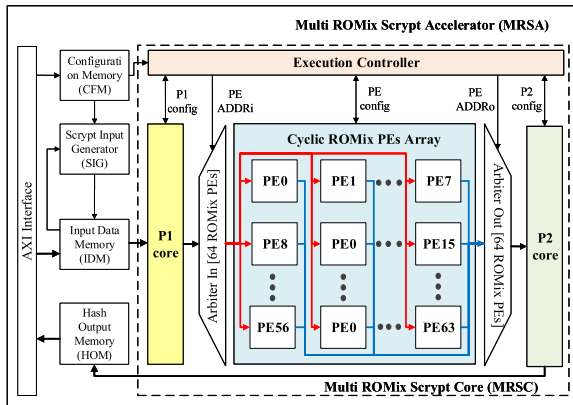 Multi ROMix Scrypt Accelerator (MRSA)
AXI Interface
Configurati
on Memory
(CFM)
Scrypt Input
Generator
(SIG)
Input Data
Memory
(IDM)
Hash
Output
Memory
(HOM)
Execution Controller
P1
config
PE
ADDRi
PE
config
PE
ADDRo
P2
config
P1
core
Arbiter In [64 ROMix PEs]
Cyclic ROMix PEs Array
PE0
PE1
PE7
PE8
PE0
PE15
PE56
PE0
PE63
Arbiter Out [64 ROMix PEs]
P2
core
Multi ROMix Scrypt Core (MRSC)